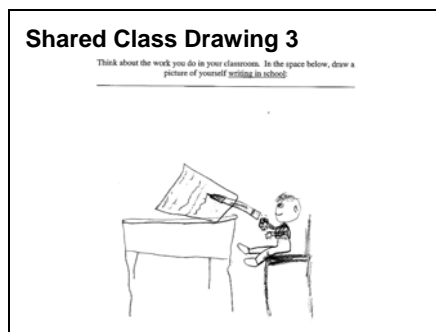 Shared Class Drawing 3
Think about the work you do in your classroom. In the space below, draw a
picture of yourself writing in school: